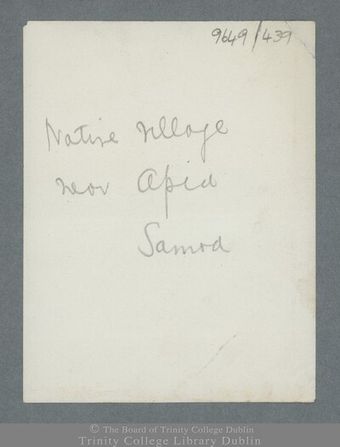 9649/439
Native village
near Apia
Samoa
© The Board of Trinity College Dublin
Trinity College Library Dublin